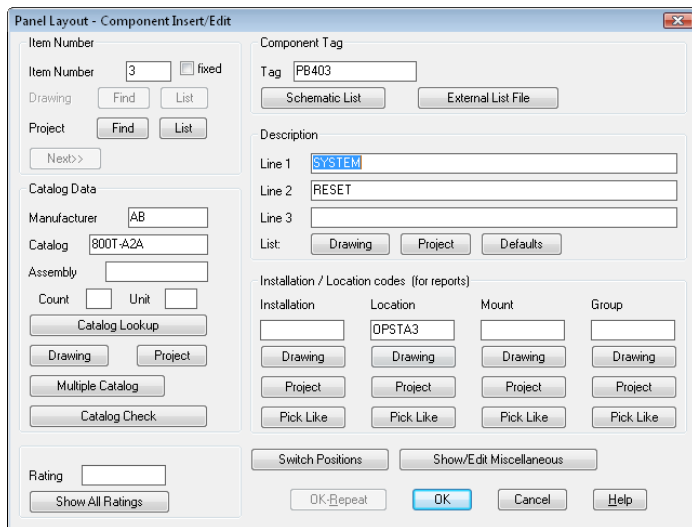 Panel Layout - Component Insert/Edit
Item Number
Item Number 3 fixed
Drawing Find List
Project Find List
Next>>
Component Tag
Tag PB403
Schematic List External List File
Description
Line 1 SYSTEM
Line 2 RESET
Line 3
List: Drawing Project Defaults
Catalog Data
Manufacturer AB
Catalog 800T-A2A
Assembly
Count Unit
Catalog Lookup
Drawing Project
Multiple Catalog
Catalog Check
Installation / Location codes (for reports)
Installation Location Mount Group
OPSTA3
Drawing Drawing Drawing Drawing
Project Project Project Project
Pick Like Pick Like Pick Like Pick Like
Rating
Show All Ratings
Switch Positions Show/Edit Miscellaneous
OK-Repeat OK Cancel Help